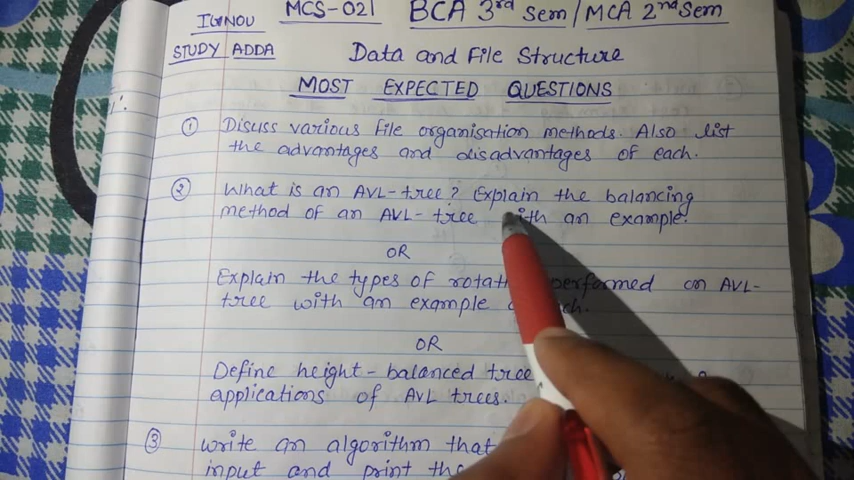 IGNOU MCS-021 BCA 3rd Sem/MCA 2nd Sem
STUDY ADDA Data and File Structure
MOST EXPECTED QUESTIONS
① Discuss various File organisation methods. Also list
the advantages and disadvantages of each.
② What is an AVL-tree? Explain the balancing
method of an AVL-tree with an example.
OR
Explain the types of performed on AVL-
tree with an example
OR
Define height-balanced tree
applications of AVL trees.
③ write an algorithm that
input and print the